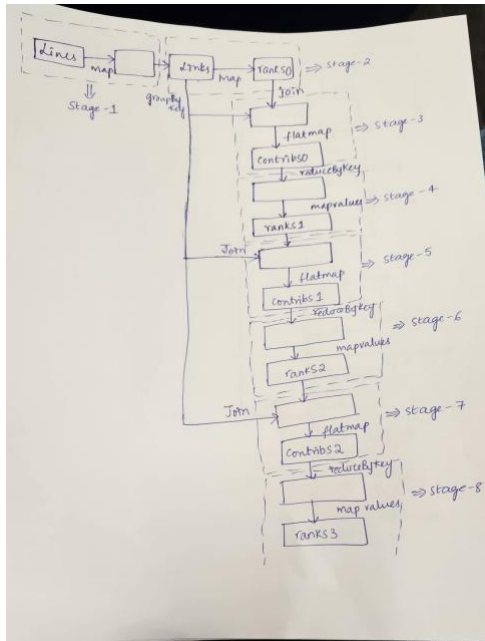 Lines
map
Links
Map
ranks0
⇒ Stage-2
⇓
Stage-1
groupby
key
Join
flatmap
⇒ Stage-3
contribs0
reduceByKey
mapvalues
⇒ Stage-4
ranks1
Join
flatmap
⇒ Stage-5
contribs1
reduceByKey
⇒ Stage-6
mapvalues
ranks2
Join
flatmap
⇒ Stage-7
contribs2
reduceByKey
map values
⇒ Stage-8
ranks3